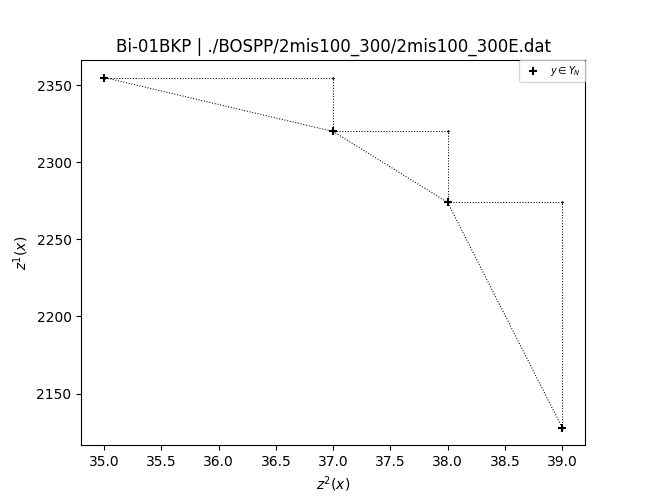 Bi-01BKP | ./BOSPP/2mis100_300/2mis100_300E.dat
y ∈ Y_N
2350
2300
2250
2200
2150
z^1(x)
35.0 35.5 36.0 36.5 37.0 37.5 38.0 38.5 39.0
z^2(x)